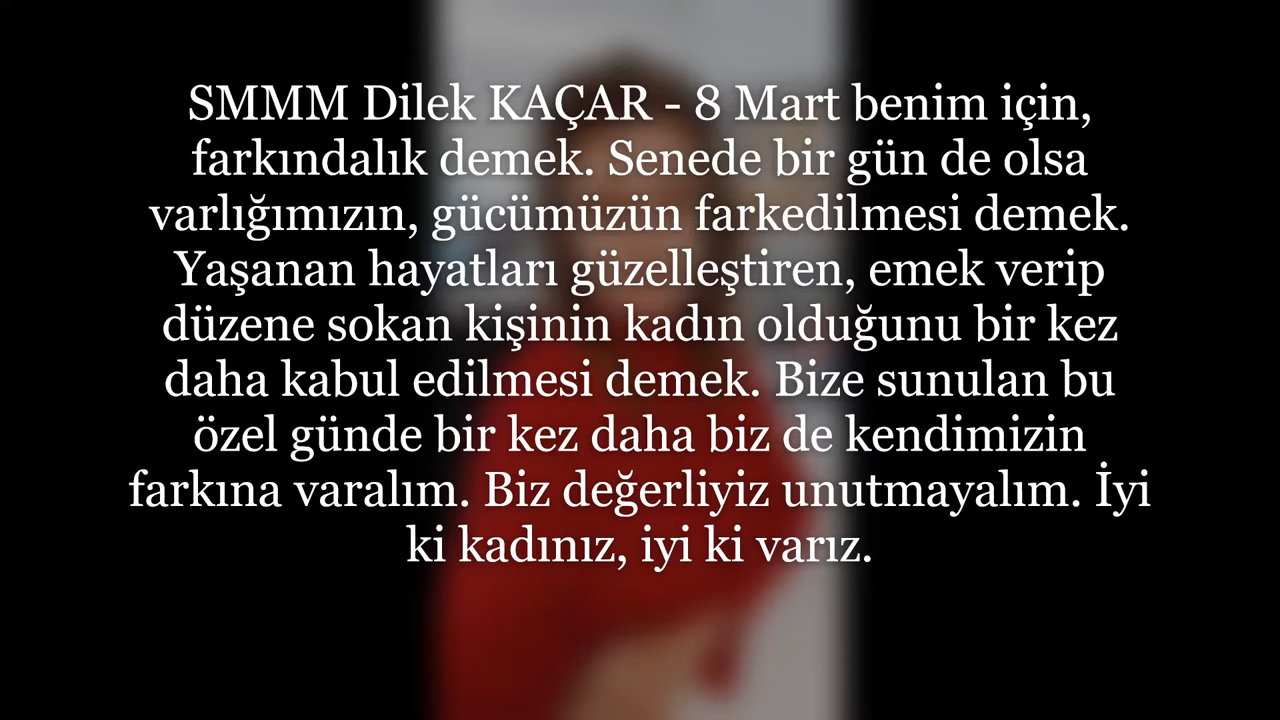 SMMM Dilek KAÇAR - 8 Mart benim için,
farkındalık demek. Senede bir gün de olsa
varlığımızın, gücümüzün farkedilmesi demek.
Yaşanan hayatları güzelleştiren, emek verip
düzene sokan kişinin kadın olduğunu bir kez
daha kabul edilmesi demek. Bize sunulan bu
özel günde bir kez daha biz de kendimizin
farkına varalım. Biz değerliyiz unutmayalım. İyi
ki kadınız, iyi ki varız.